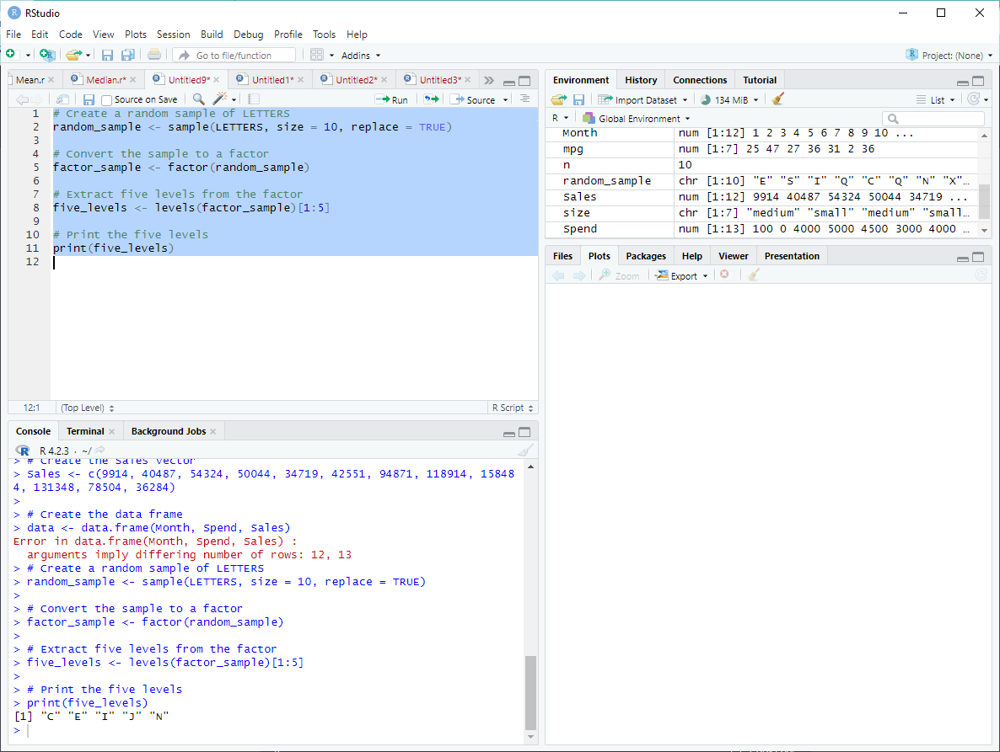 RStudio
File Edit Code View Plots Session Build Debug Profile Tools Help
Go to file/function Addins Project: (None)
Mean.r Median.r* Untitled9* Untitled1* Untitled2* Untitled3*
Source on Save Run Source
1 # Create a random sample of LETTERS
2 random_sample <- sample(LETTERS, size = 10, replace = TRUE)
3
4 # Convert the sample to a factor
5 factor_sample <- factor(random_sample)
6
7 # Extract five levels from the factor
8 five_levels <- levels(factor_sample)[1:5]
9
10 # Print the five levels
11 print(five_levels)
12
12:1 (Top Level) R Script
Console Terminal Background Jobs
R 4.2.3 · ~/
> # Create the Sales vector
> Sales <- c(9914, 40487, 54324, 50044, 34719, 42551, 94871, 118914, 15848
4, 131348, 78504, 36284)
>
> # Create the data frame
> data <- data.frame(Month, Spend, Sales)
Error in data.frame(Month, Spend, Sales) :
arguments imply differing number of rows: 12, 13
> # Create a random sample of LETTERS
> random_sample <- sample(LETTERS, size = 10, replace = TRUE)
>
> # Convert the sample to a factor
> factor_sample <- factor(random_sample)
>
> # Extract five levels from the factor
> five_levels <- levels(factor_sample)[1:5]
>
> # Print the five levels
> print(five_levels)
[1] "C" "E" "I" "J" "N"
>
Environment History Connections Tutorial
Import Dataset 134 MiB List
R Global Environment
Month num [1:12] 1 2 3 4 5 6 7 8 9 10 ...
mpg num [1:7] 25 47 27 36 31 2 36
n 10
random_sample chr [1:10] "E" "S" "I" "Q" "C" "Q" "N" "X"…
Sales num [1:12] 9914 40487 54324 50044 34719 ...
size chr [1:7] "medium" "small" "medium" "small…
Spend num [1:13] 100 0 4000 5000 4500 3000 4000 …
Files Plots Packages Help Viewer Presentation
Zoom Export